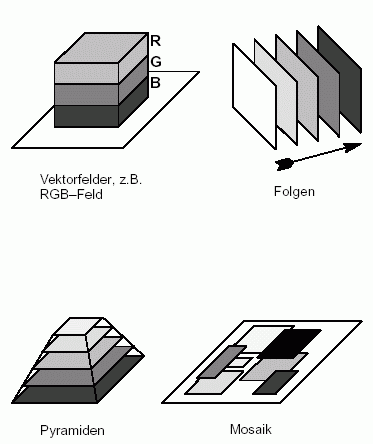 R
G
B
Vektorfelder, z.B.
RGB–Feld
Folgen
Pyramiden
Mosaik